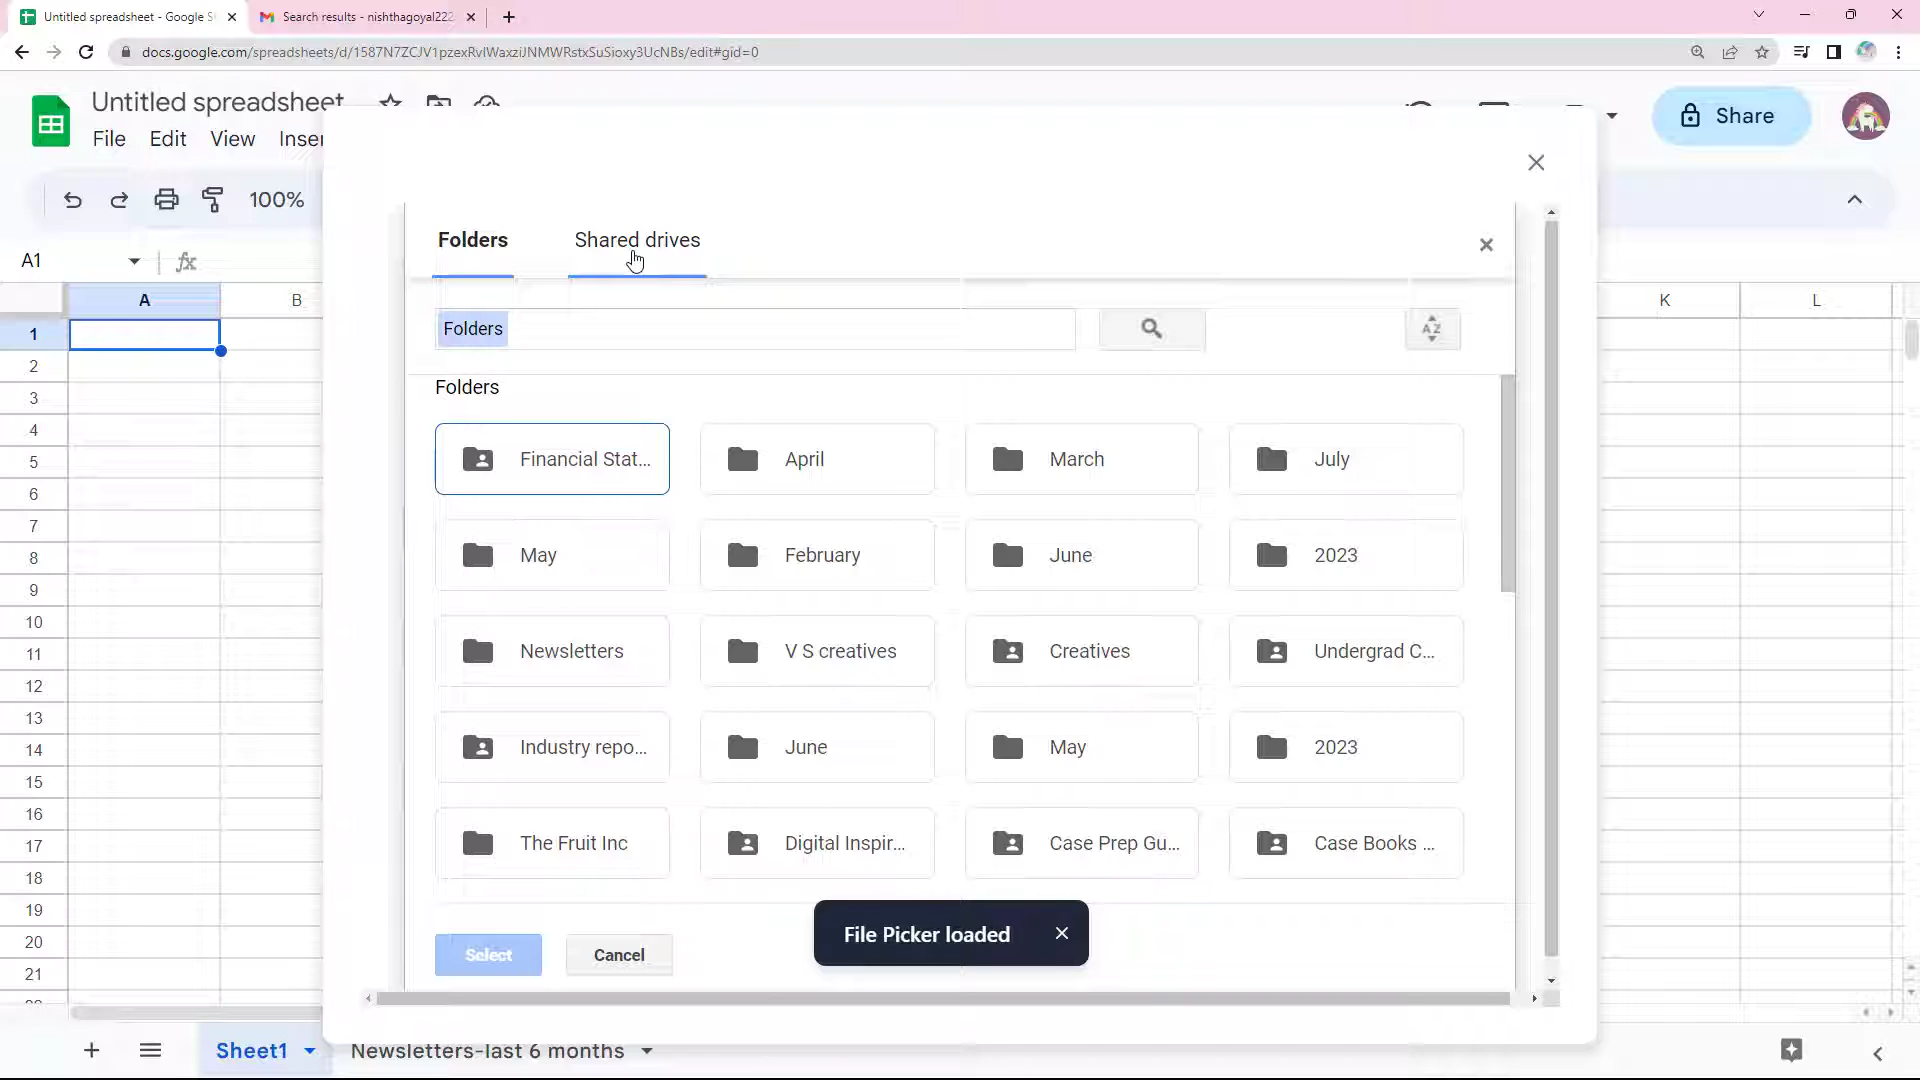 Untitled spreadsheet - Google S
Search results - nishthagoyal222
docs.google.com/spreadsheets/d/1587N7ZCJV1pzexRvlWaxziJNMWRstxSuSioxy3UcNBs/edit#gid=0
Untitled spreadsheet
File Edit View Inser
Share
100%
A1
fx
A B K L
Folders Shared drives
Folders
AZ
Folders
Financial Stat... April March July
May February June 2023
Newsletters V S creatives Creatives Undergrad C...
Industry repo... June May 2023
The Fruit Inc Digital Inspir... Case Prep Gu... Case Books ...
Select Cancel
File Picker loaded
1
2
3
4
5
6
7
8
9
10
11
12
13
14
15
16
17
18
19
20
21
Sheet1 Newsletters-last 6 months